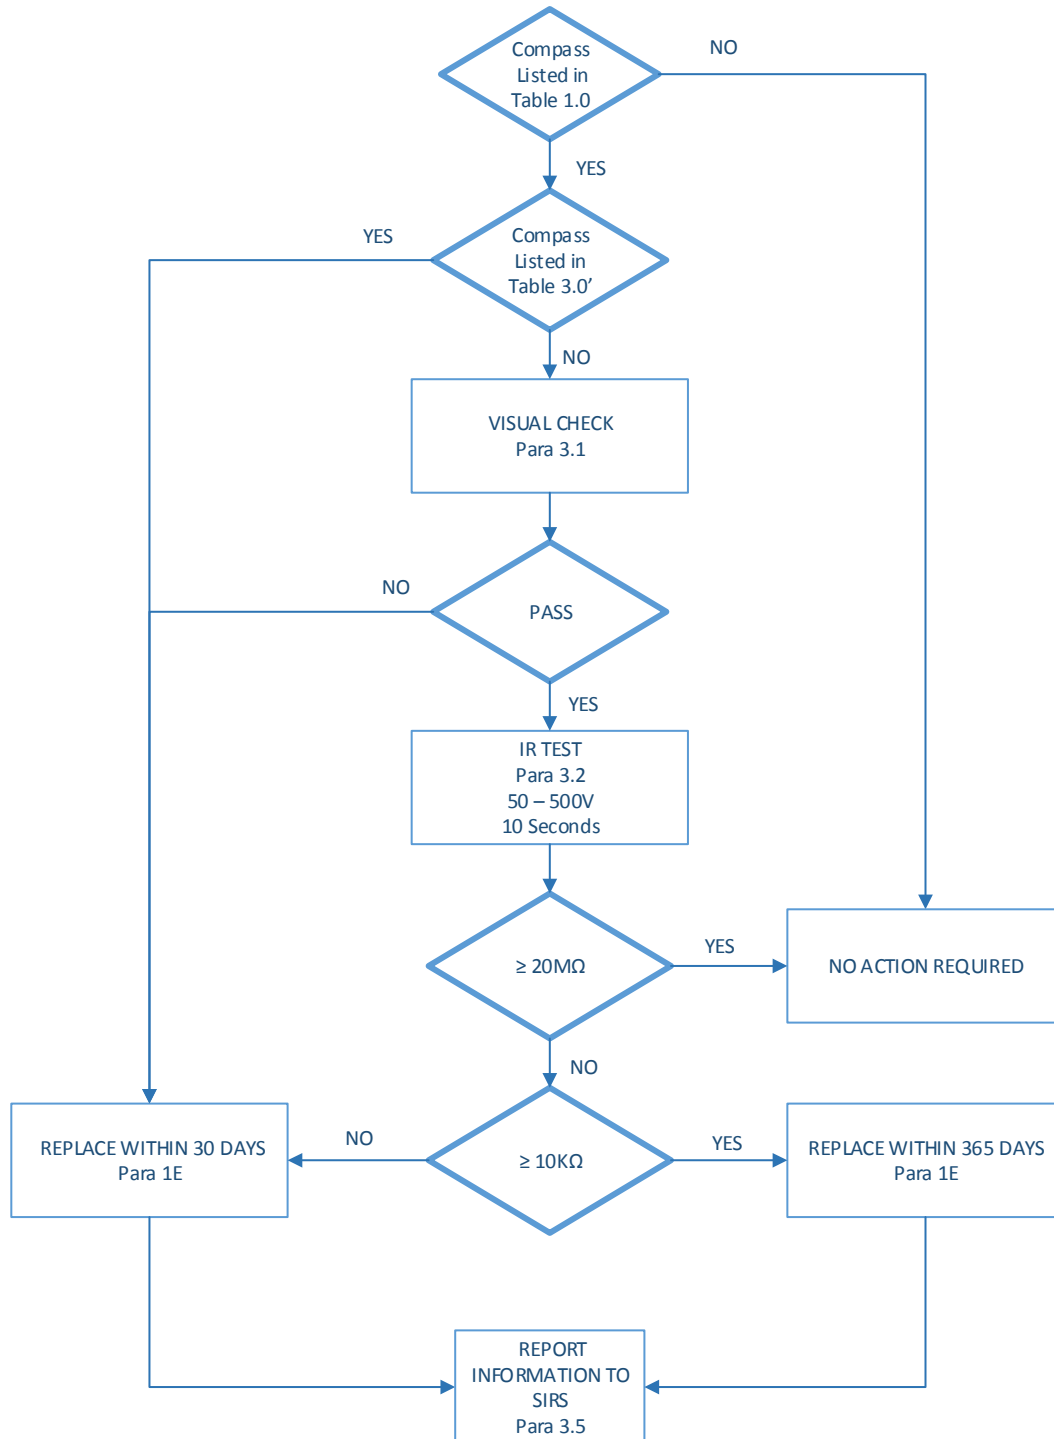 Compass
Listed in
Table 1.0
NO
YES
YES
Compass
Listed in
Table 3.0’
NO
VISUAL CHECK
Para 3.1
NO
PASS
YES
IR TEST
Para 3.2
50 – 500V
10 Seconds
≥ 20MΩ
YES
NO ACTION REQUIRED
NO
REPLACE WITHIN 30 DAYS
Para 1E
NO
≥ 10KΩ
YES
REPLACE WITHIN 365 DAYS
Para 1E
REPORT
INFORMATION TO
SIRS
Para 3.5